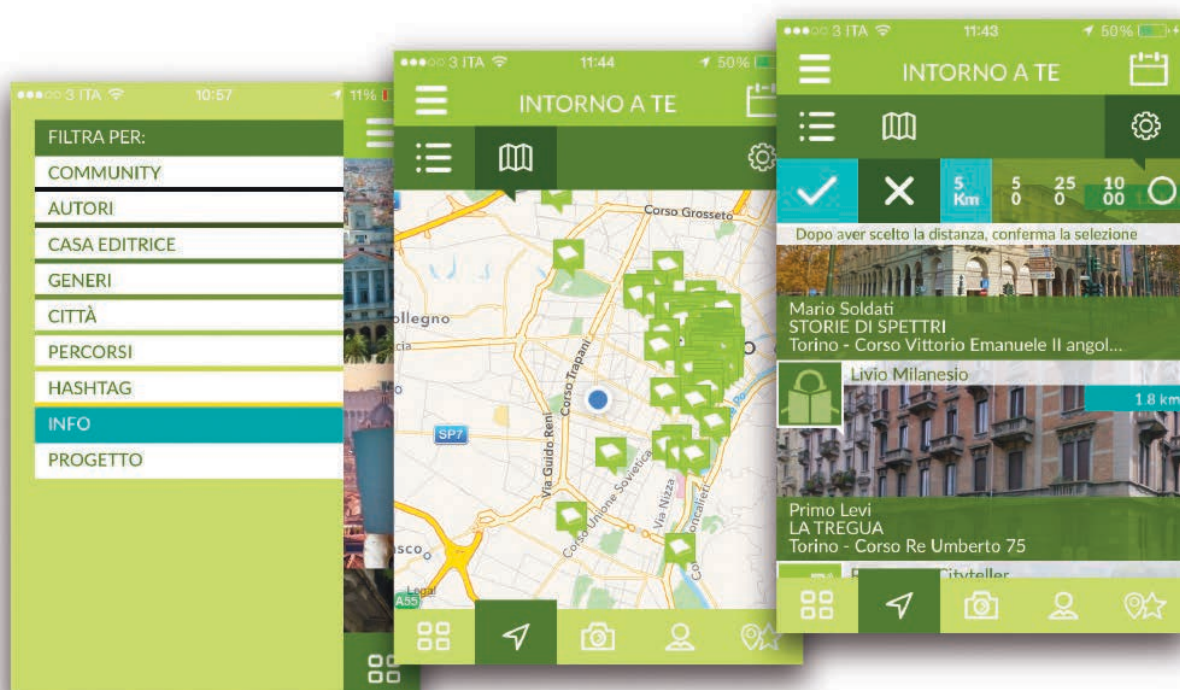 3 ITA
10:57
11%
FILTRA PER:
COMMUNITY
AUTORI
CASA EDITRICE
GENERI
CITTÀ
PERCORSI
HASHTAG
INFO
PROGETTO
3 ITA
11:44
50%
INTORNO A TE
Corso Grosseto
ollegno
cia
Corso Trapani
SP7
Via Guido Reni
Corso Unione Sovietica
Via Nizza
oncalieri
asco
Legal
A55
3 ITA
11:43
50%
INTORNO A TE
5 Km
5 0
25 0
10 00
Dopo aver scelto la distanza, conferma la selezione
Mario Soldati
STORIE DI SPETTRI
Torino - Corso Vittorio Emanuele II angol...
Livio Milanesio
1.8 km
Primo Levi
LA TREGUA
Torino - Corso Re Umberto 75
Cityteller